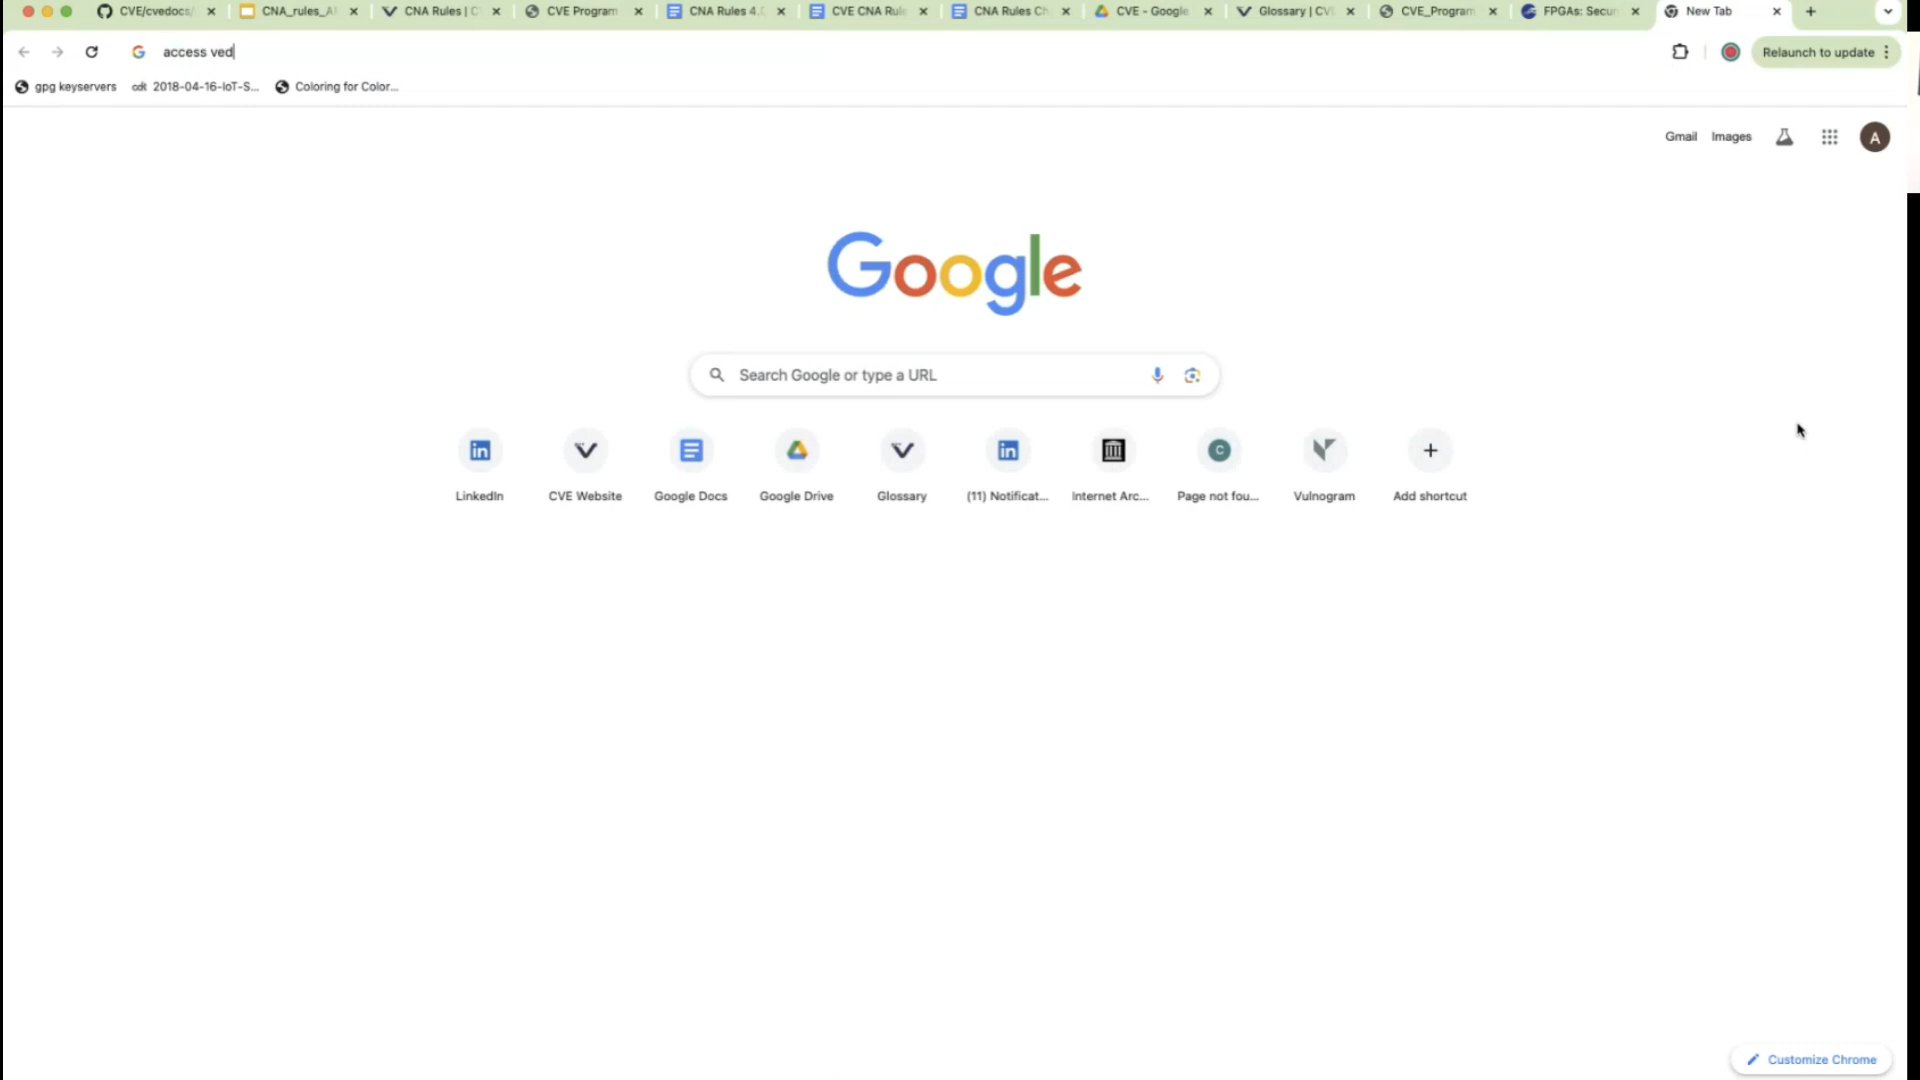 CVE/cvedocs/ CNA_rules_A CNA Rules | C CVE Program CNA Rules 4. CVE CNA Rul CNA Rules Ch CVE - Google Glossary | CV CVE_Program FPGAs: Secur New Tab
access ved Relaunch to update
gpg keyservers cdt 2018-04-16-IoT-S... Coloring for Color...
Gmail Images A
Google
Search Google or type a URL
LinkedIn CVE Website Google Docs Google Drive Glossary (11) Notificat... Internet Arc... Page not fou... Vulnogram Add shortcut
Customize Chrome